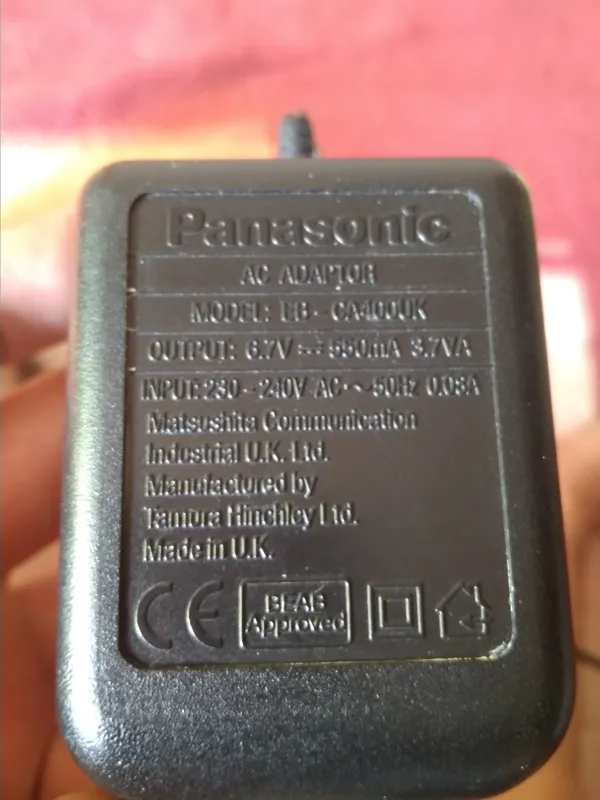 Panasonic
AC ADAPTOR
MODEL: EB-CA400UK
OUTPUT: 6.7V ⎓ 550mA 3.7VA
INPUT: 230~240V AC ~ 50Hz 0.08A
Matsushita Communication
Industrial U.K. Ltd.
Manufactured by
Tamura Hinchley Ltd.
Made in U.K.
CE BEAB
Approved